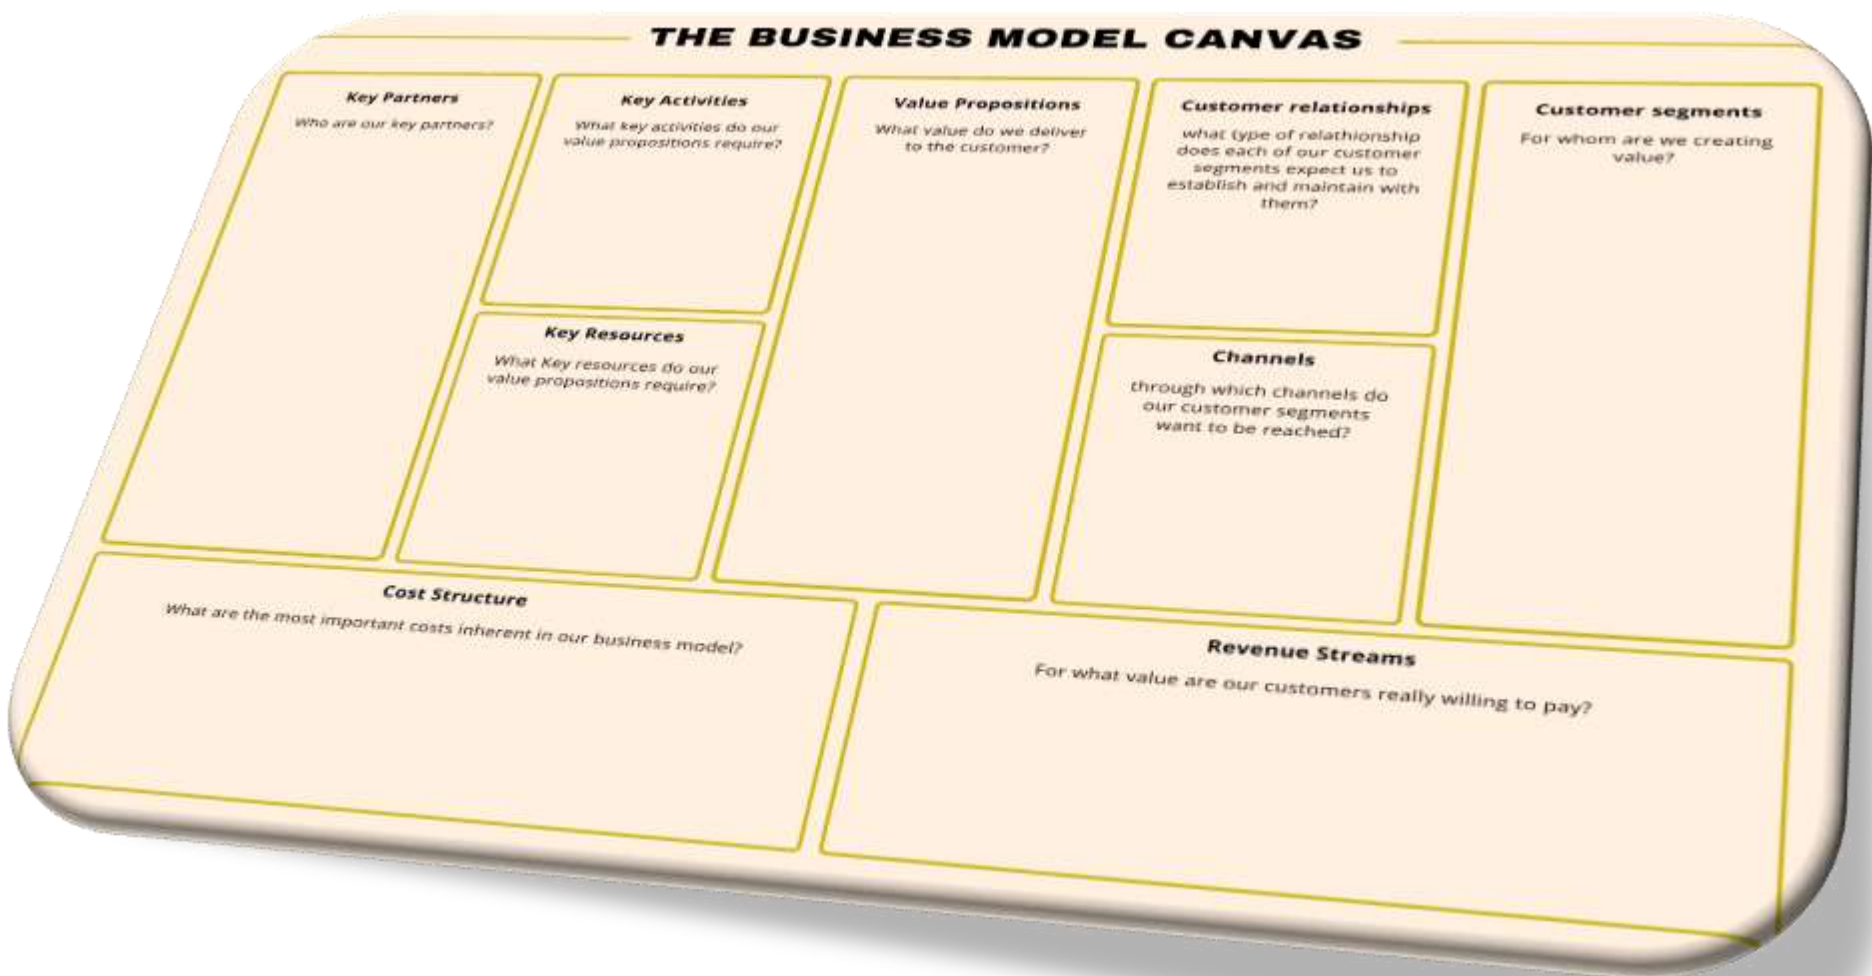 THE BUSINESS MODEL CANVAS
Key Partners
Who are our key partners?
Key Activities
What key activities do our
value propositions require?
Key Resources
What Key resources do our
value propositions require?
Value Propositions
What value do we deliver
to the customer?
Customer relationships
what type of relathionship
does each of our customer
segments expect us to
establish and maintain with
them?
Channels
through which channels do
our customer segments
want to be reached?
Customer segments
For whom are we creating
value?
Cost Structure
What are the most important costs inherent in our business model?
Revenue Streams
For what value are our customers really willing to pay?